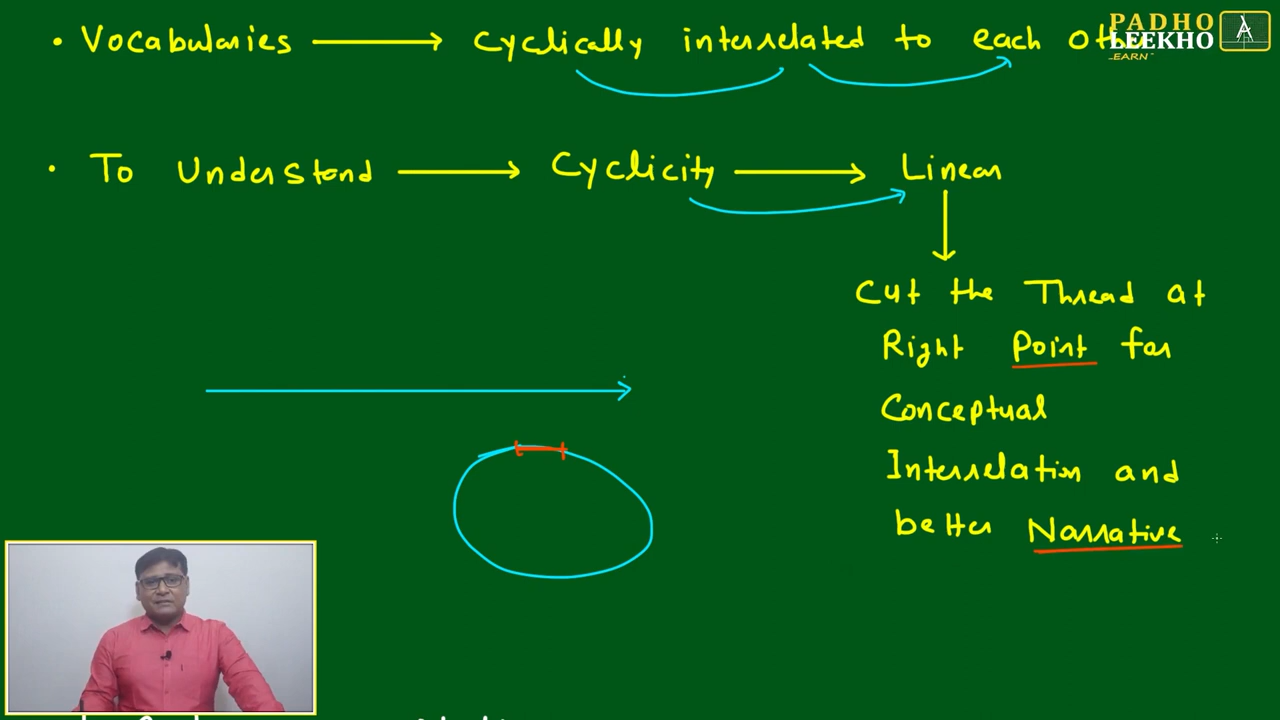 • Vocabularies → Cyclically interrelated to each
PADHO
LEEKHO
EARN
• To Understand → Cyclicity → Linear
Cut the Thread at
Right Point for
Conceptual
Interrelation and
better Narrative